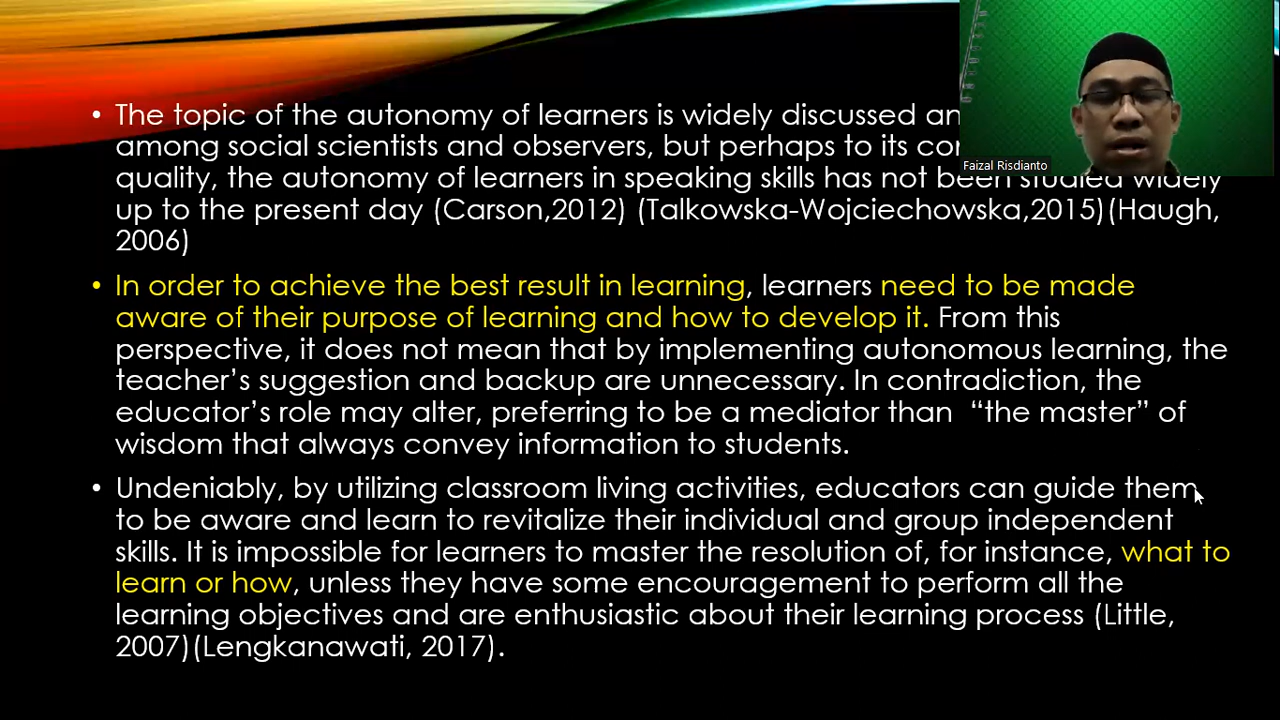 • The topic of the autonomy of learners is widely discussed
among social scientists and observers, but perhaps to its
quality, the autonomy of learners in speaking skills has not been studied widely
up to the present day (Carson,2012) (Talkowska-Wojciechowska,2015)(Haugh,
2006)
• In order to achieve the best result in learning, learners need to be made
aware of their purpose of learning and how to develop it. From this
perspective, it does not mean that by implementing autonomous learning, the
teacher’s suggestion and backup are unnecessary. In contradiction, the
educator’s role may alter, preferring to be a mediator than “the master” of
wisdom that always convey information to students.
• Undeniably, by utilizing classroom living activities, educators can guide them
to be aware and learn to revitalize their individual and group independent
skills. It is impossible for learners to master the resolution of, for instance, what to
learn or how, unless they have some encouragement to perform all the
learning objectives and are enthusiastic about their learning process (Little,
2007)(Lengkanawati, 2017).
Faizal Risdianto